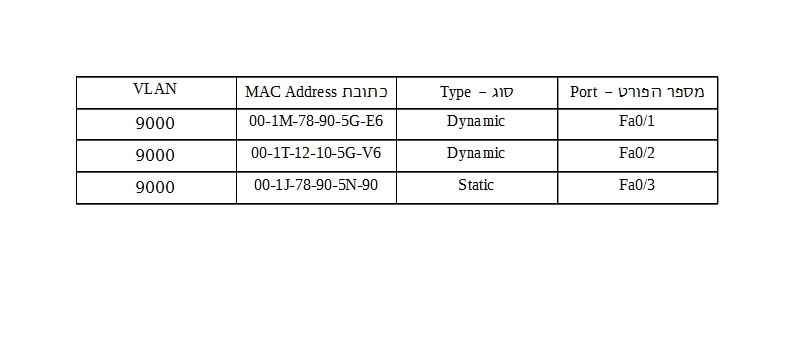 VLAN כתובת MAC Address סוג – Type מספר הפורט – Port
9000 00-1M-78-90-5G-E6 Dynamic Fa0/1
9000 00-1T-12-10-5G-V6 Dynamic Fa0/2
9000 00-1J-78-90-5N-90 Static Fa0/3